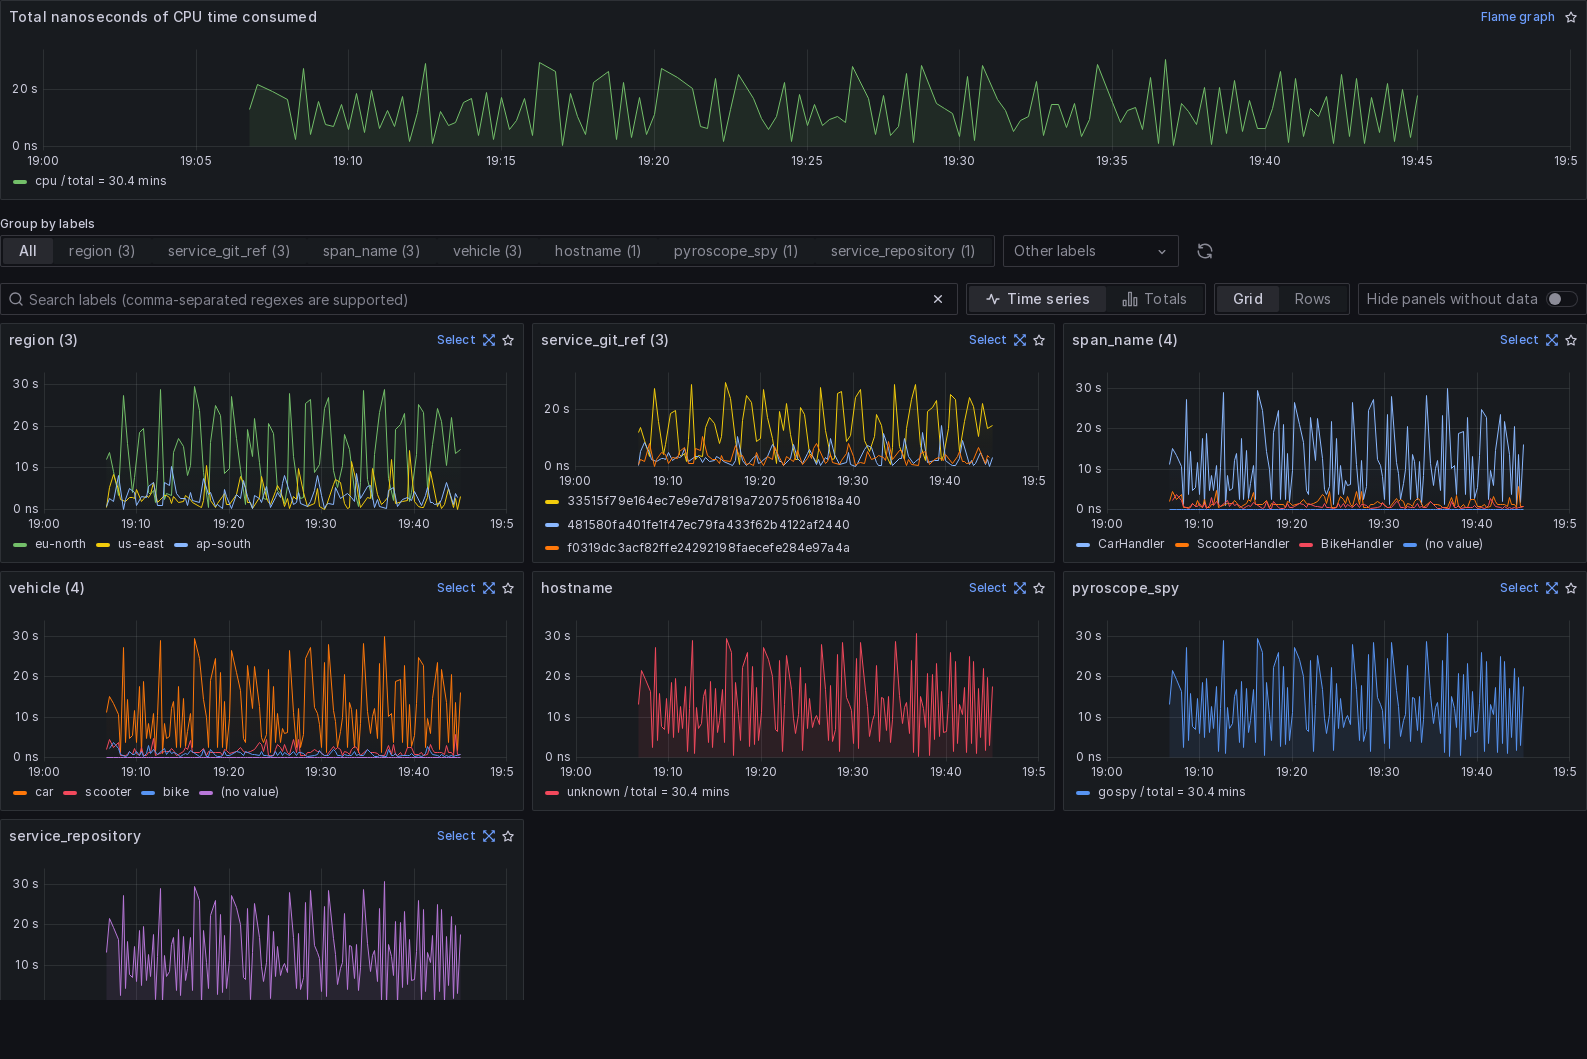 Total nanoseconds of CPU time consumed
Flame graph
20 s
0 ns
19:00 19:05 19:10 19:15 19:20 19:25 19:30 19:35 19:40 19:45 19:5
cpu / total = 30.4 mins
Group by labels
All region (3) service_git_ref (3) span_name (3) vehicle (3) hostname (1) pyroscope_spy (1) service_repository (1) Other labels
Search labels (comma-separated regexes are supported) Time series Totals Grid Rows Hide panels without data
region (3) Select
30 s
20 s
10 s
0 ns
19:00 19:10 19:20 19:30 19:40 19:5
eu-north us-east ap-south
service_git_ref (3) Select
20 s
0 ns
19:00 19:10 19:20 19:30 19:40 19:5
33515f79e164ec7e9e7d7819a72075f061818a40
481580fa401fe1f47ec79fa433f62b4122af2440
f0319dc3acf82ffe24292198faecefe284e97a4a
span_name (4) Select
30 s
20 s
10 s
0 ns
19:00 19:10 19:20 19:30 19:40 19:5
CarHandler ScooterHandler BikeHandler (no value)
vehicle (4) Select
30 s
20 s
10 s
0 ns
19:00 19:10 19:20 19:30 19:40 19:5
car scooter bike (no value)
hostname Select
30 s
20 s
10 s
0 ns
19:00 19:10 19:20 19:30 19:40 19:5
unknown / total = 30.4 mins
pyroscope_spy Select
30 s
20 s
10 s
0 ns
19:00 19:10 19:20 19:30 19:40 19:5
gospy / total = 30.4 mins
service_repository Select
30 s
20 s
10 s